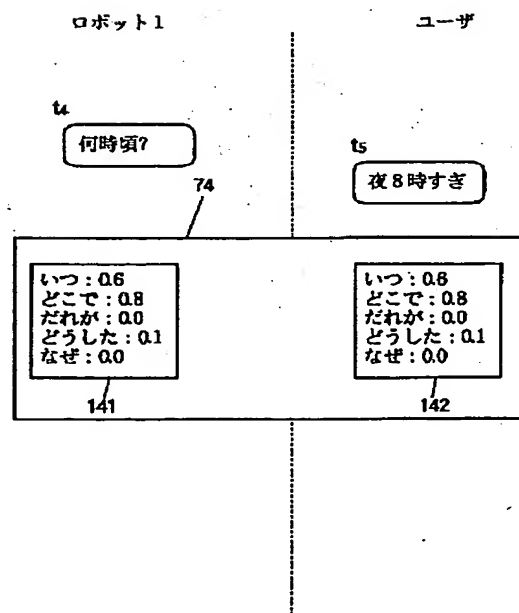 ロボット1
ユーザ
t4
何時頃?
t5
夜8時すぎ
74
いつ：0.6
どこで：0.8
だれが：0.0
どうした：0.1
なぜ：0.0
141
いつ：0.6
どこで：0.8
だれが：0.0
どうした：0.1
なぜ：0.0
142